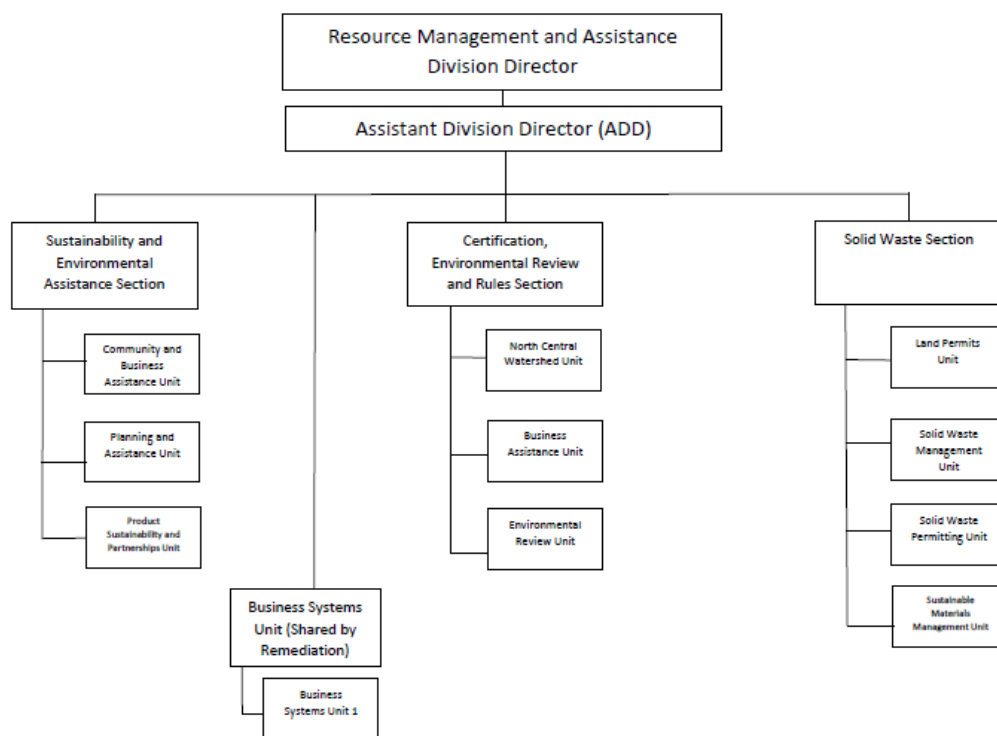 Resource Management and Assistance
Division Director
Assistant Division Director (ADD)
Sustainability and
Environmental
Assistance Section
Community and
Business
Assistance Unit
Planning and
Assistance Unit
Product
Sustainability and
Partnerships Unit
Business Systems
Unit (Shared by
Remediation)
Business
Systems Unit 1
Certification,
Environmental Review
and Rules Section
North Central
Watershed Unit
Business
Assistance Unit
Environmental
Review Unit
Solid Waste Section
Land Permits
Unit
Solid Waste
Management
Unit
Solid Waste
Permitting Unit
Sustainable
Materials
Management Unit